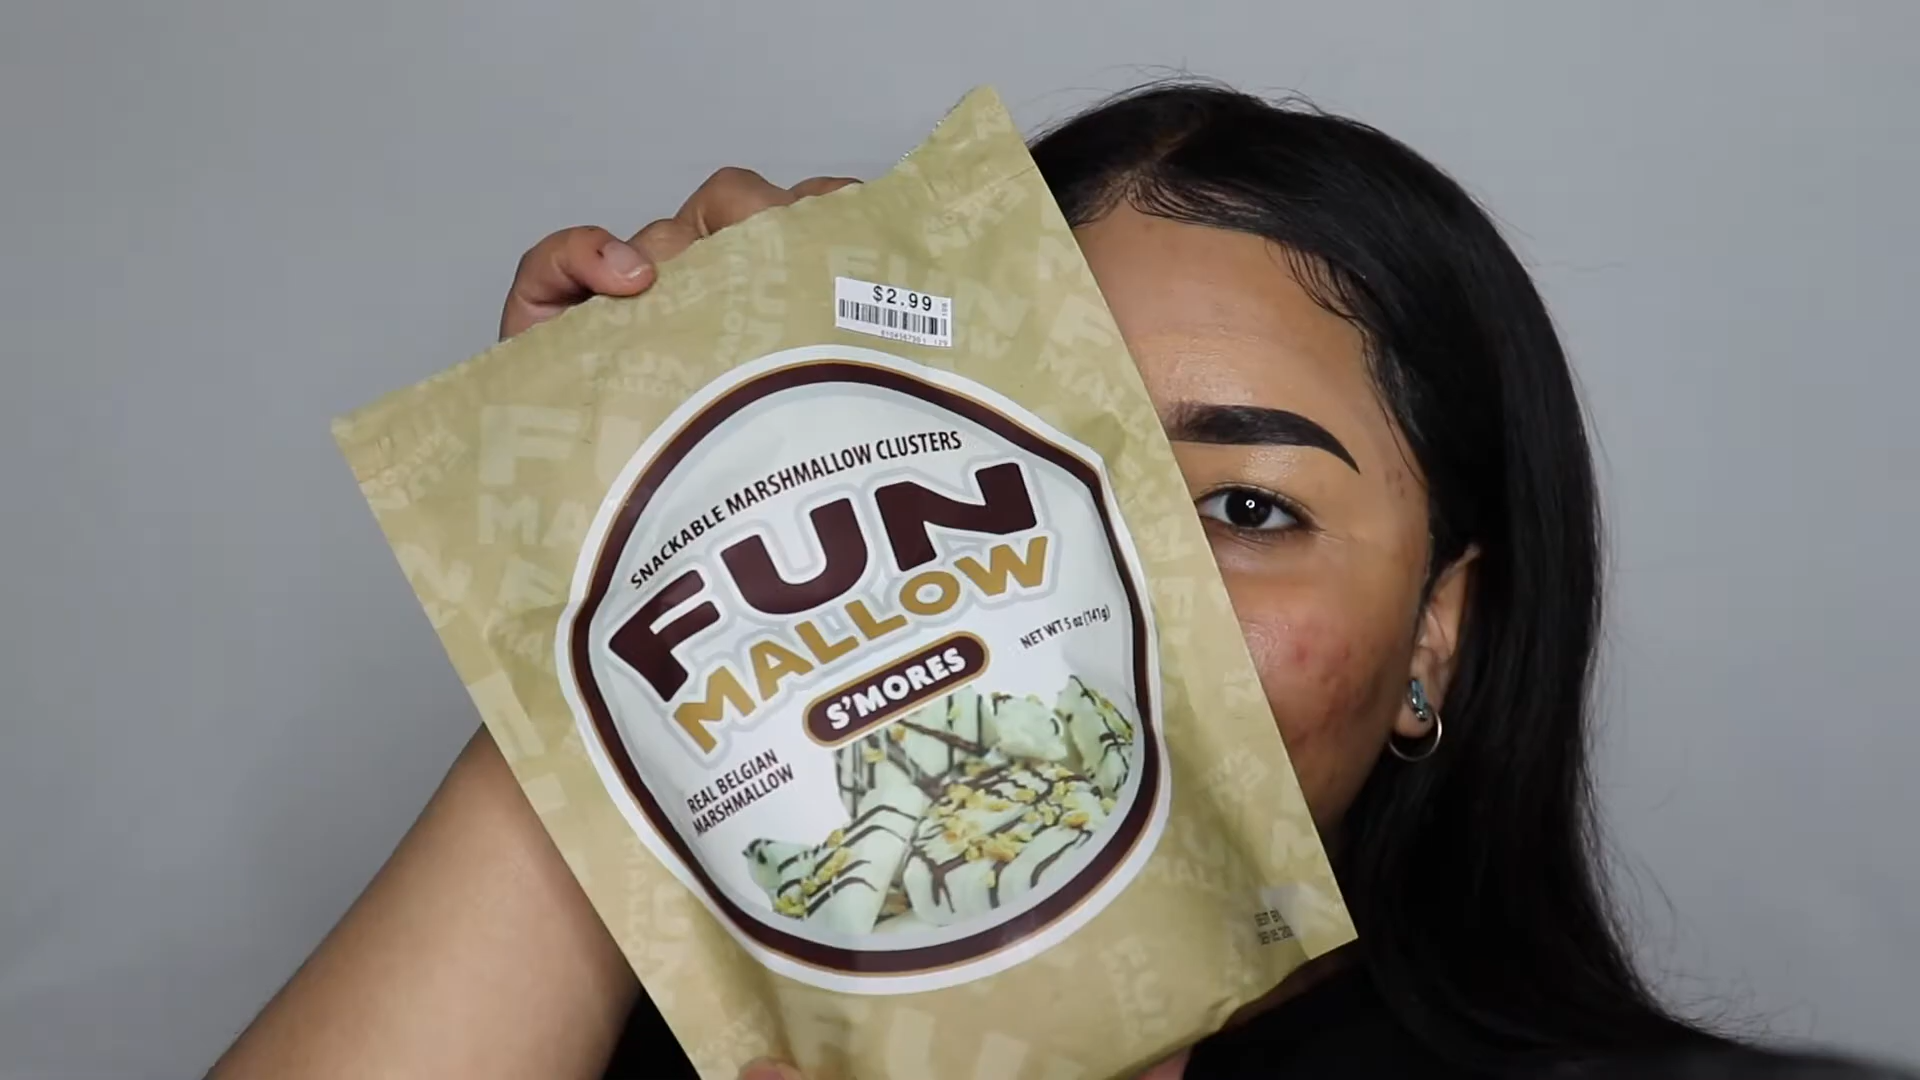 $2.99
SNACKABLE MARSHMALLOW CLUSTERS
FUN
MALLOW
NET WT 5 oz (141g)
S'MORES
REAL BELGIAN
MARSHMALLOW